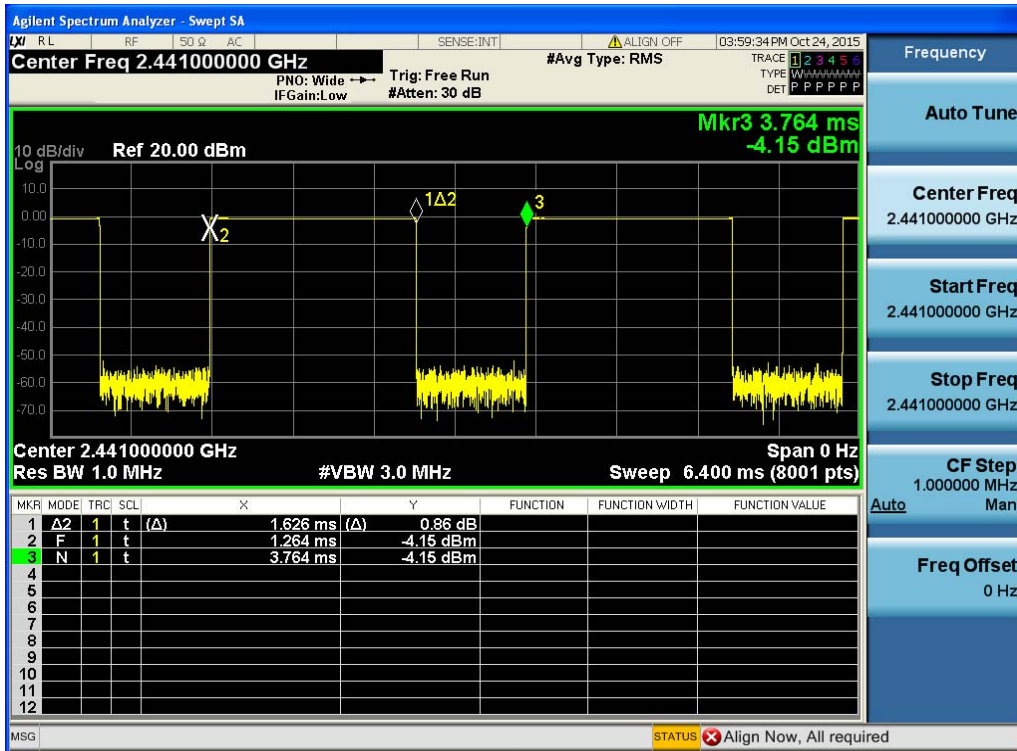 Agilent Spectrum Analyzer - Swept SA
LXI RL RF 50 Ω AC SENSE:INT ALIGN OFF 03:59:34 PM Oct 24, 2015
Center Freq 2.441000000 GHz
PNO: Wide
IFGain:Low
Trig: Free Run
#Atten: 30 dB
#Avg Type: RMS
TRACE 1 2 3 4 5 6
TYPE W
DET P P P P P P
Mkr3 3.764 ms
-4.15 dBm
10 dB/div Ref 20.00 dBm
Log
10.0
0.00
-10.0
-20.0
-30.0
-40.0
-50.0
-60.0
-70.0
X2
1Δ2
3
Center 2.441000000 GHz Span 0 Hz
Res BW 1.0 MHz #VBW 3.0 MHz Sweep 6.400 ms (8001 pts)
MKR MODE TRC SCL X Y FUNCTION FUNCTION WIDTH FUNCTION VALUE
1 Δ2 1 t (Δ) 1.626 ms (Δ) 0.86 dB
2 F 1 t 1.264 ms -4.15 dBm
3 N 1 t 3.764 ms -4.15 dBm
4
5
6
7
8
9
10
11
12
MSG STATUS Align Now, All required
Frequency
Auto Tune
Center Freq
2.441000000 GHz
Start Freq
2.441000000 GHz
Stop Freq
2.441000000 GHz
CF Step
1.000000 MHz
Auto Man
Freq Offset
0 Hz